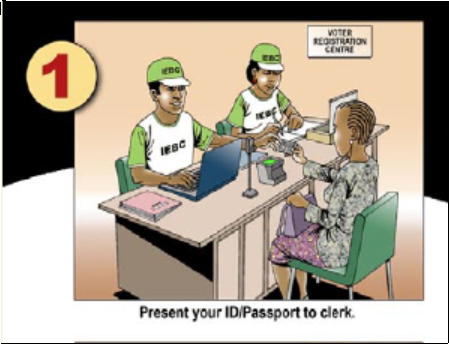 VOTER
REGISTRATION
CENTRE
1
IEBC
IEBC
IEBC
IEBC
Present your ID/Passport to clerk.